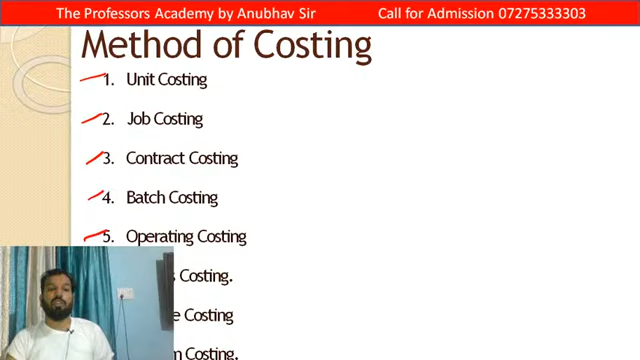 The Professors Academy by Anubhav Sir Call for Admission 07275333303
Method of Costing
1. Unit Costing
2. Job Costing
3. Contract Costing
4. Batch Costing
5. Operating Costing
Costing.
Costing
Costing.